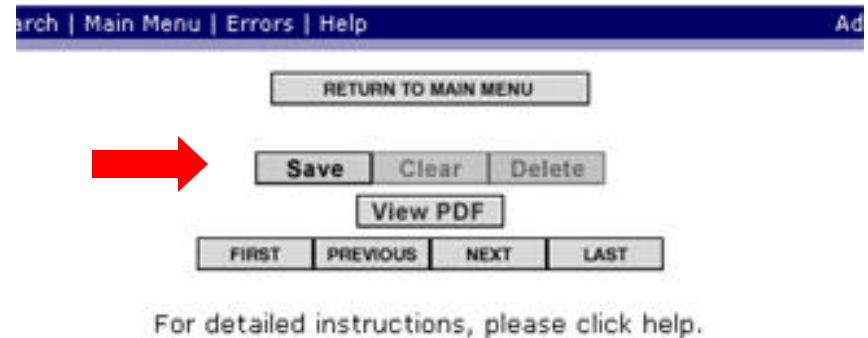 arch | Main Menu | Errors | Help Ad
RETURN TO MAIN MENU
Save Clear Delete
View PDF
FIRST PREVIOUS NEXT LAST
For detailed instructions, please click help.